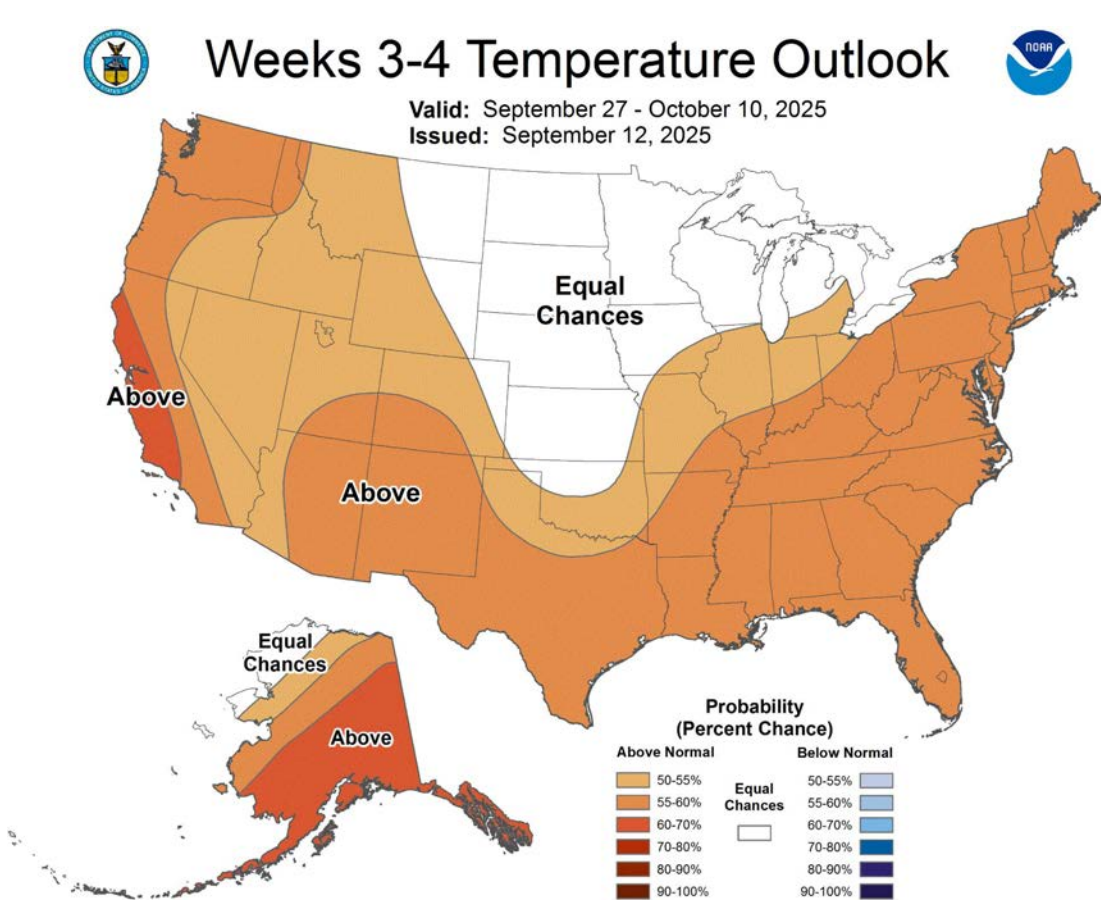 Weeks 3-4 Temperature Outlook
Valid: September 27 - October 10, 2025
Issued: September 12, 2025
NOAA
Equal
Chances
Above
Above
Equal
Chances
Above
Probability
(Percent Chance)
Above Normal
50-55%
55-60%
60-70%
70-80%
80-90%
90-100%
Equal
Chances
Below Normal
50-55%
55-60%
60-70%
70-80%
80-90%
90-100%